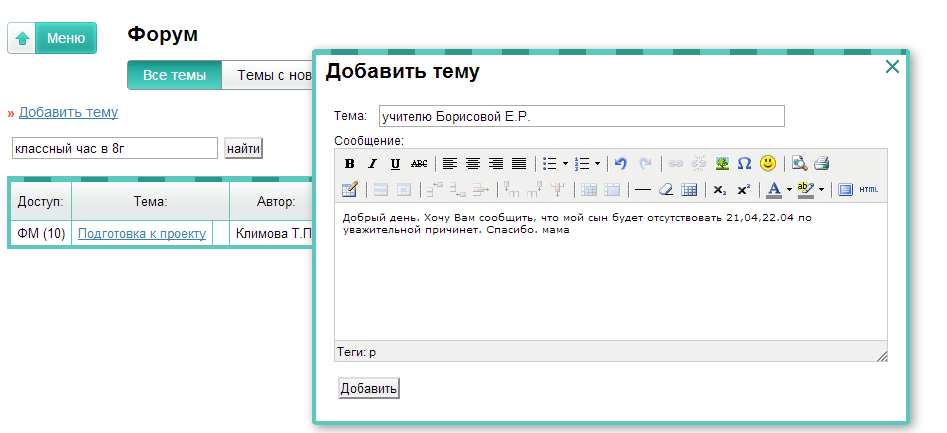 Меню
Форум
Все темы
Темы с нов
» Добавить тему
классный час в 8г
найти
Доступ:
Тема:
Автор:
ФМ (10)
Подготовка к проекту
Климова Т.П
Добавить тему
Тема: учителю Борисовой Е.Р.
Сообщение:
B I U ABC
HTML
Добрый день. Хочу Вам сообщить, что мой сын будет отсутствовать 21,04,22.04 по
уважительной причинет. Спасибо. мама
Теги: p
Добавить